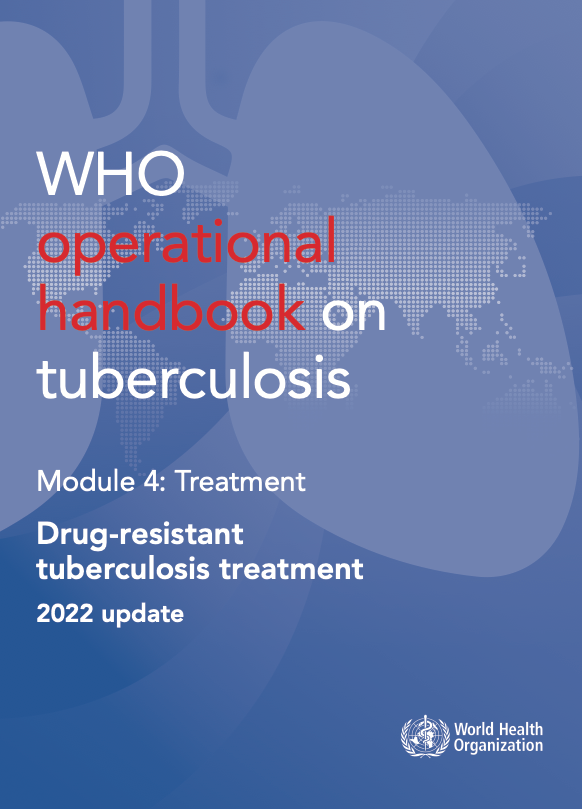 WHO
operational
handbook on
tuberculosis
Module 4: Treatment
Drug-resistant
tuberculosis treatment
2022 update
World Health
Organization